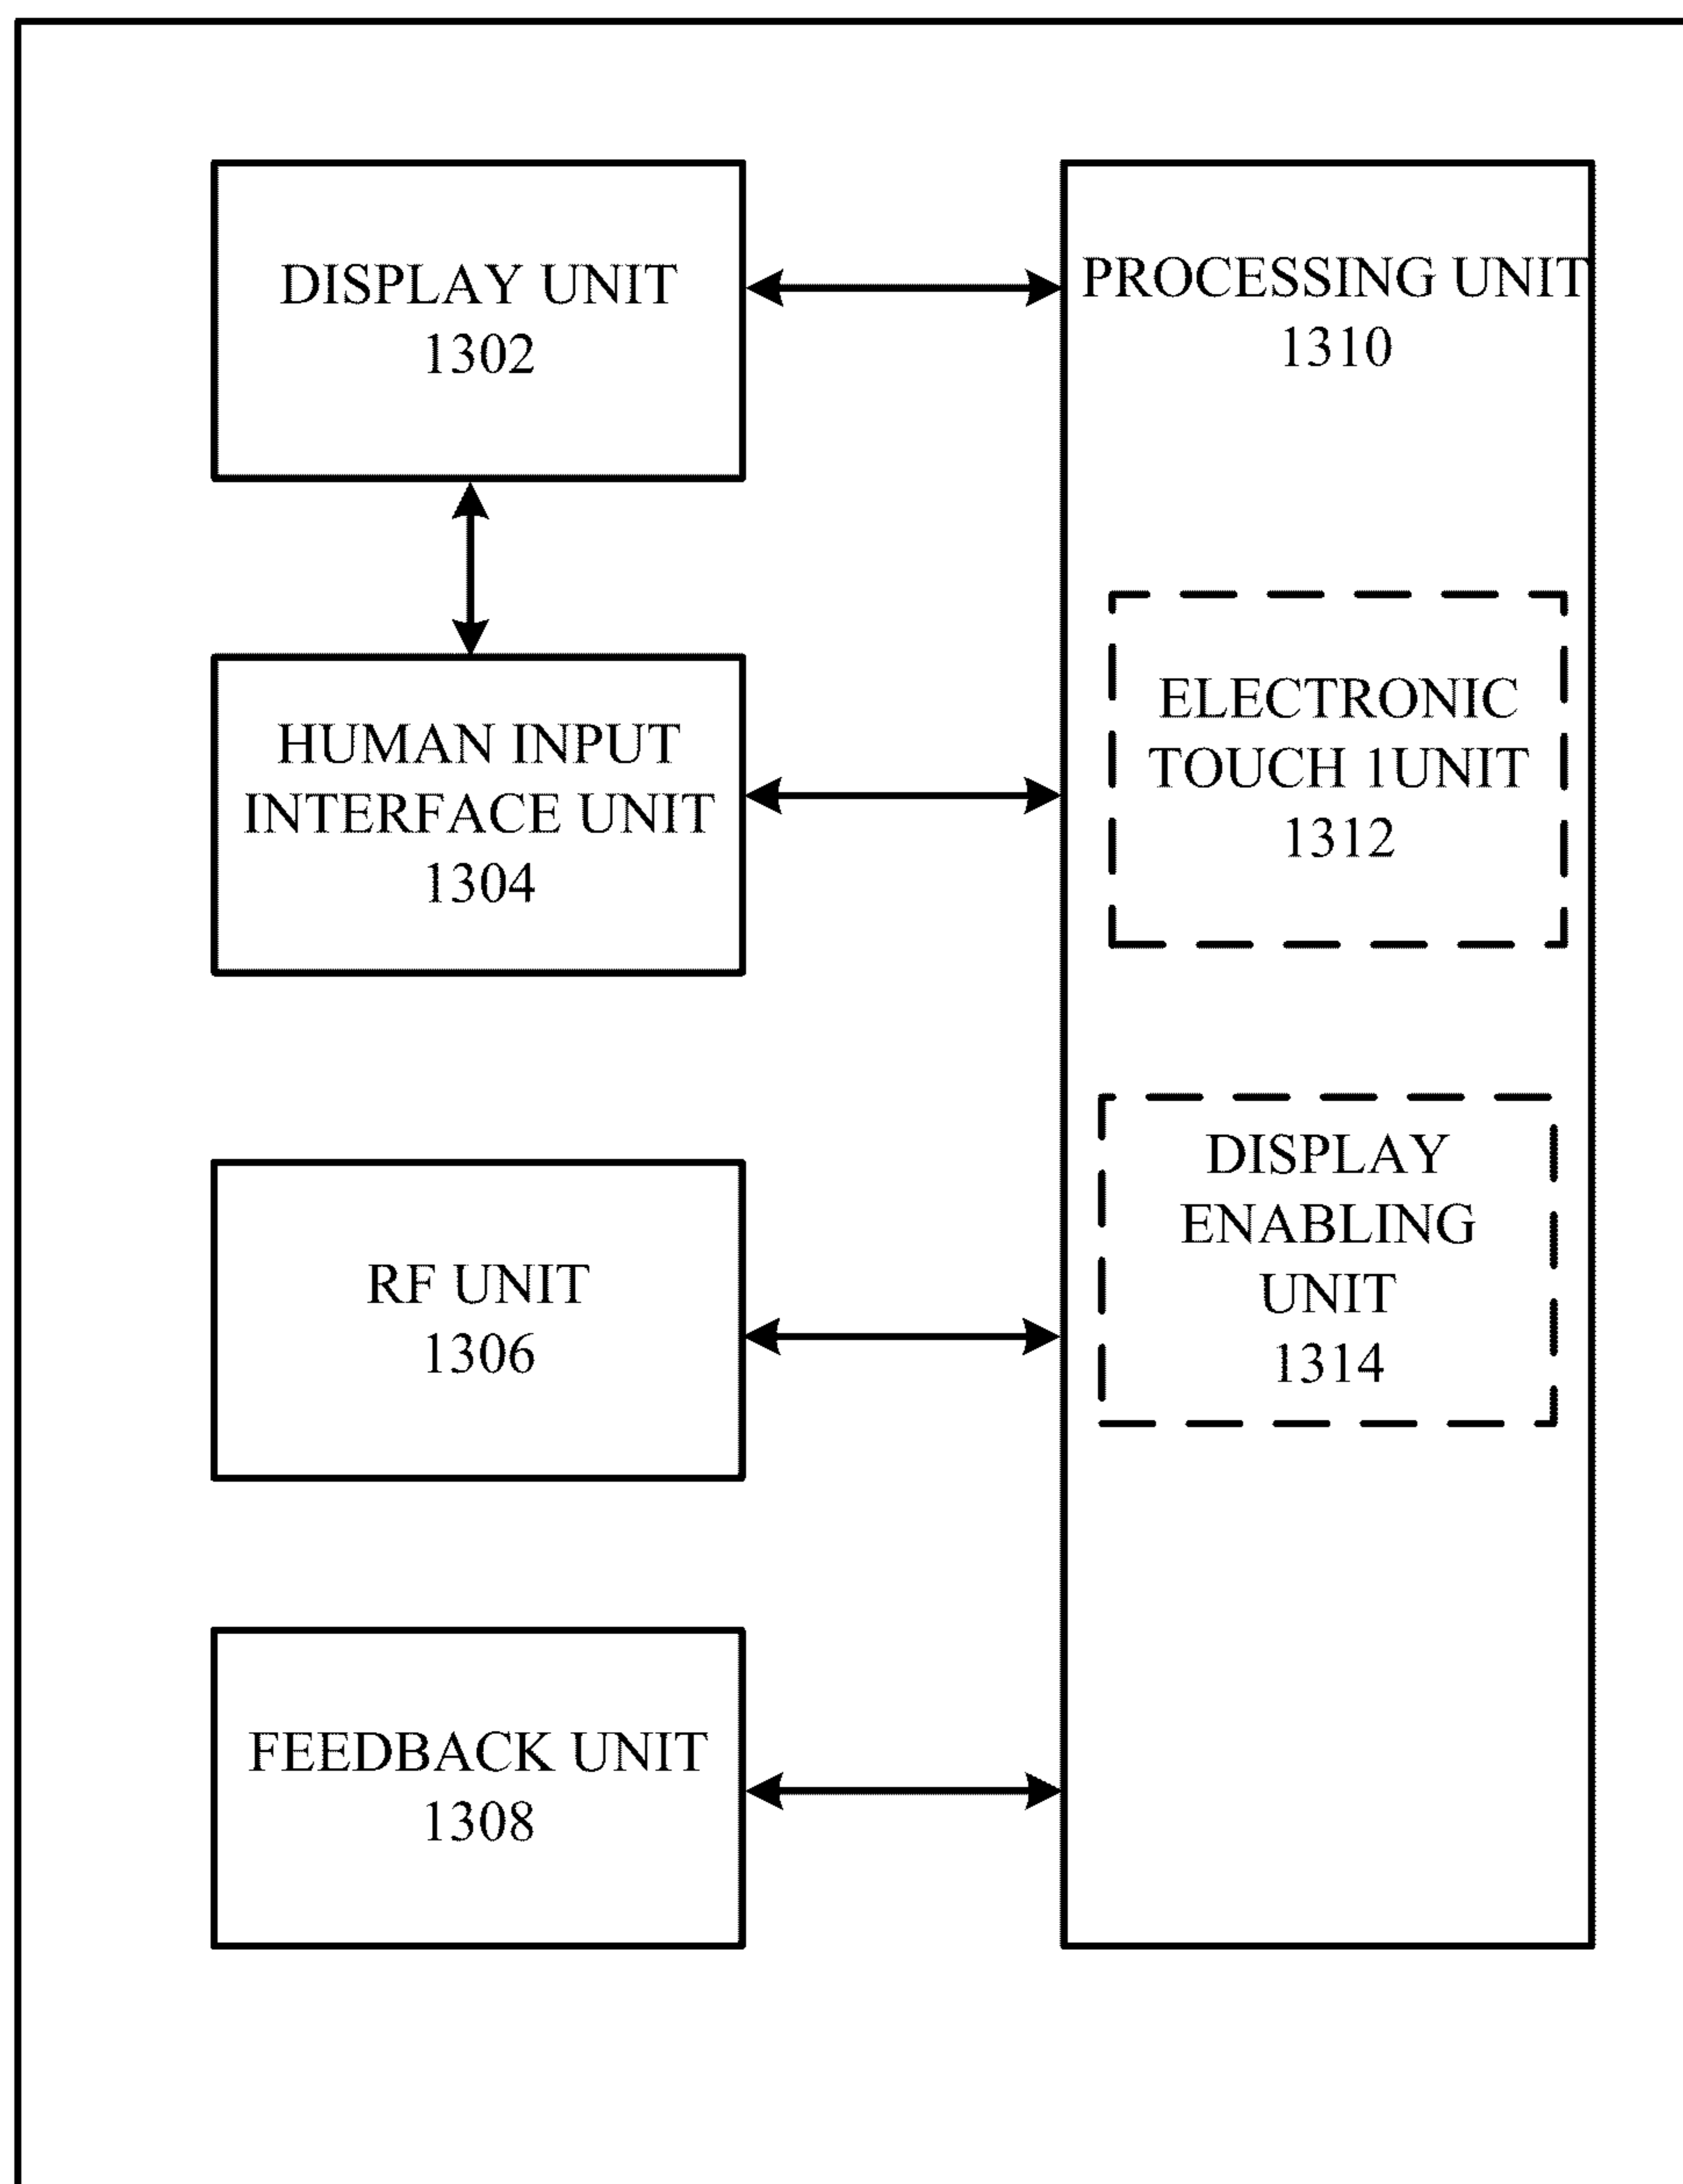 DISPLAY UNIT
1302
PROCESSING UNIT
1310
HUMAN INPUT
INTERFACE UNIT
1304
ELECTRONIC
TOUCH 1UNIT
1312
RF UNIT
1306
DISPLAY
ENABLING
UNIT
1314
FEEDBACK UNIT
1308